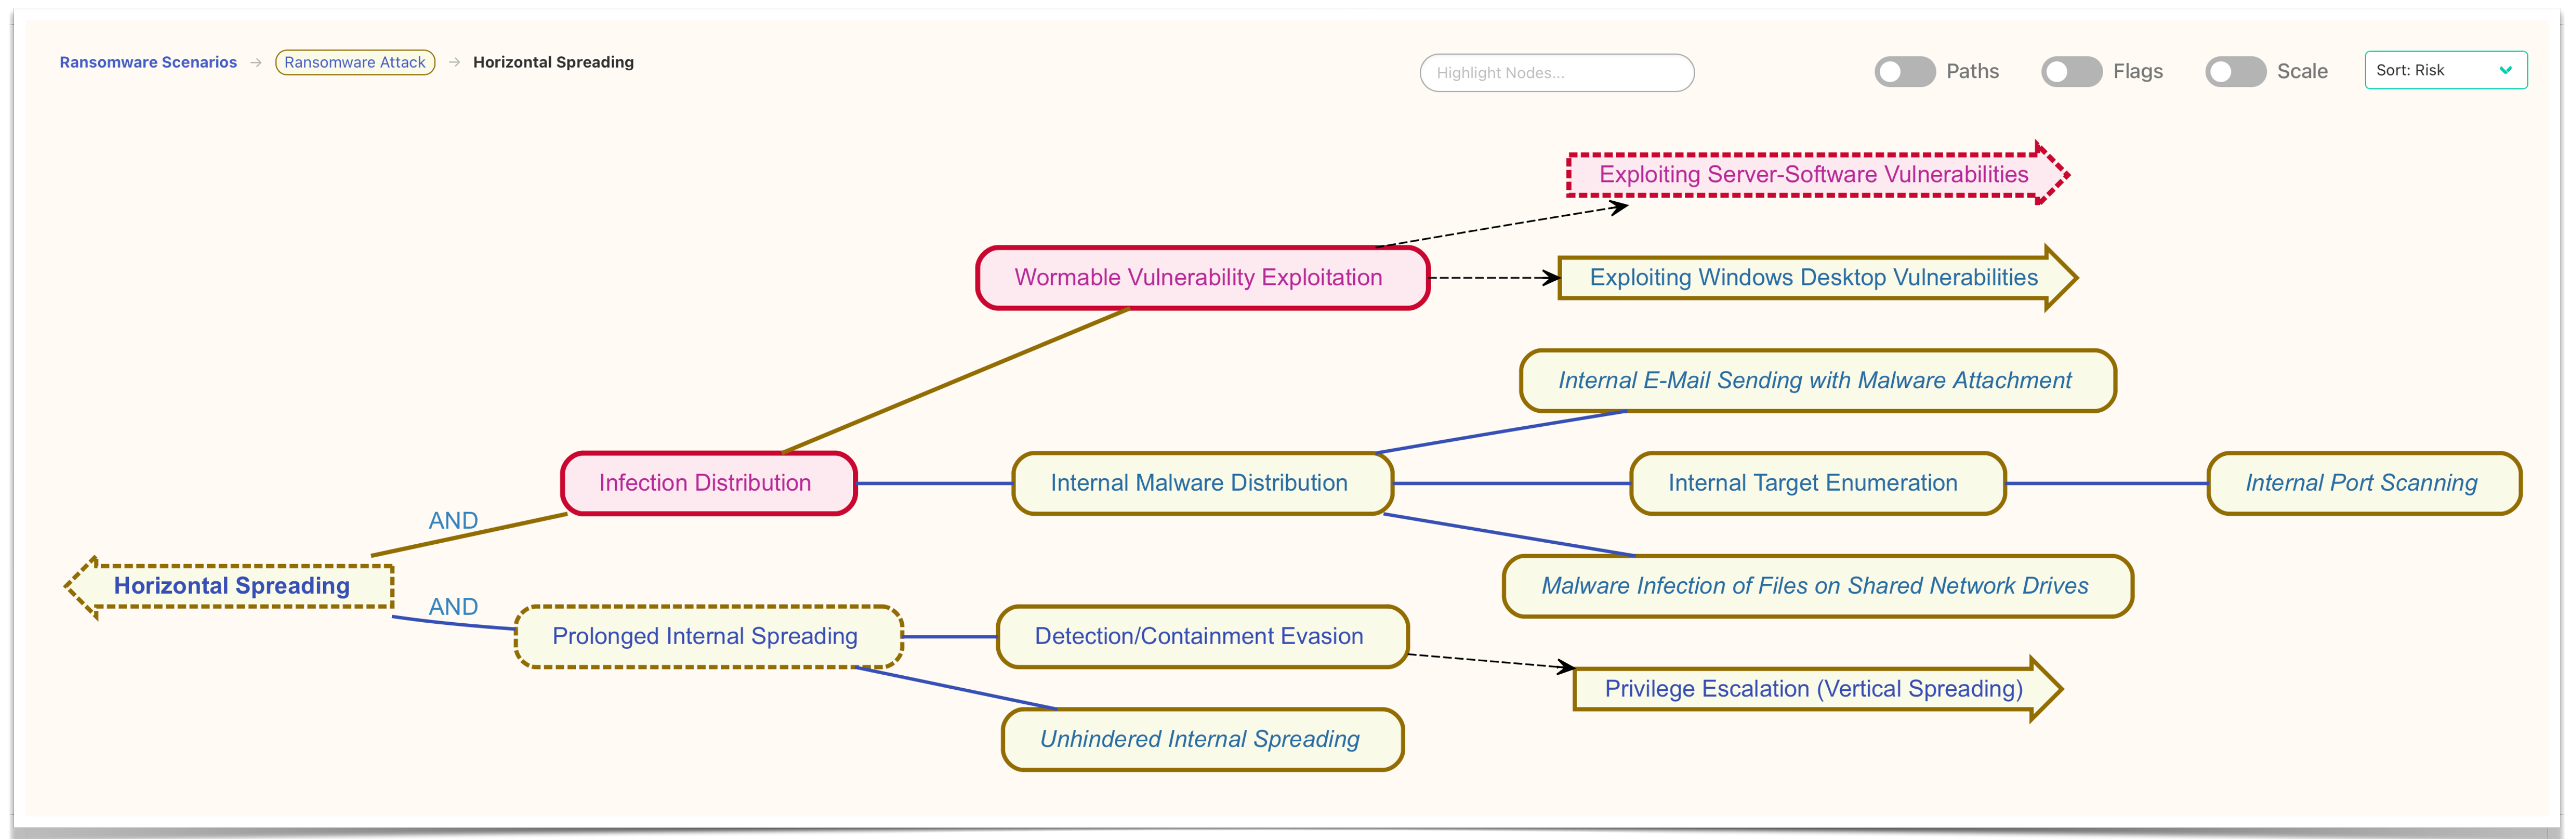 Ransomware Scenarios → Ransomware Attack → Horizontal Spreading
Highlight Nodes...
Paths
Flags
Scale
Sort: Risk
Exploiting Server-Software Vulnerabilities
Wormable Vulnerability Exploitation
Exploiting Windows Desktop Vulnerabilities
Internal E-Mail Sending with Malware Attachment
Infection Distribution
Internal Malware Distribution
Internal Target Enumeration
Internal Port Scanning
AND
Horizontal Spreading
Malware Infection of Files on Shared Network Drives
AND
Prolonged Internal Spreading
Detection/Containment Evasion
Privilege Escalation (Vertical Spreading)
Unhindered Internal Spreading